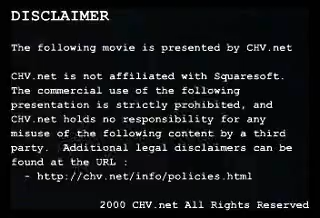 DISCLAIMER
The following movie is presented by CHV.net
CHV.net is not affiliated with Squaresoft.
The commercial use of the following
presentation is strictly prohibited, and
CHV.net holds no responsibility for any
misuse of the following content by a third
party.  Additional legal disclaimers can be
found at the URL :
- http://chv.net/info/policies.html
2000 CHV.net All Rights Reserved